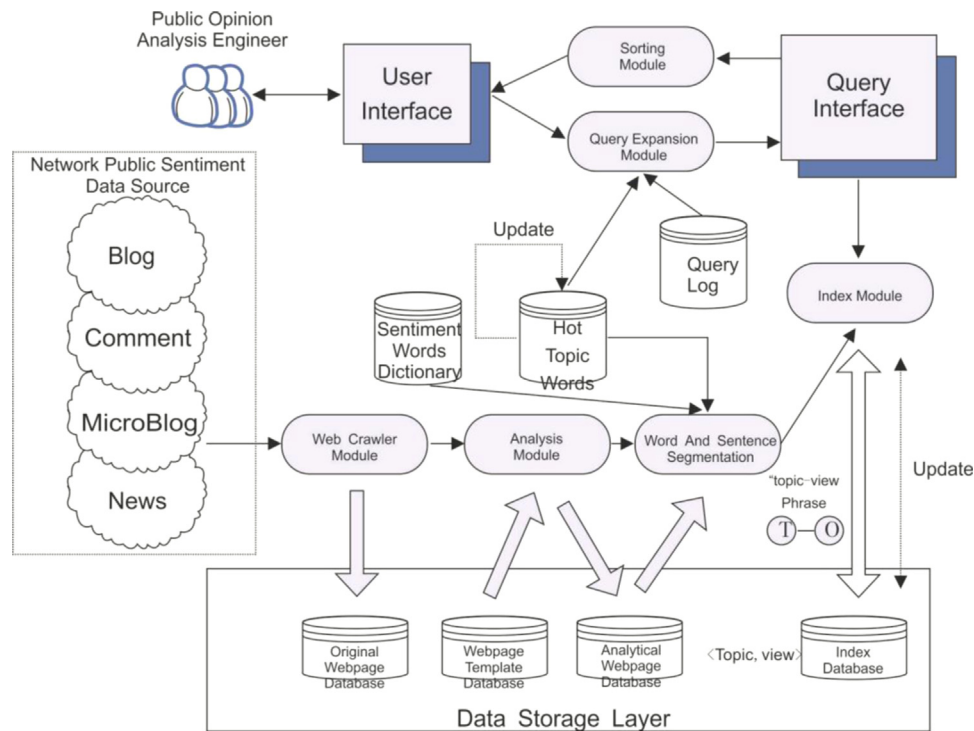 Public Opinion
Analysis Engineer
User
Interface
Sorting
Module
Query
Interface
Query Expansion
Module
Network Public Sentiment
Data Source
Blog
Comment
MicroBlog
News
Update
Query
Log
Sentiment
Words
Dictionary
Hot
Topic
Words
Index Module
Web Crawler
Module
Analysis
Module
Word And Sentence
Segmentation
"topic-view
Phrase
T
O
Update
Original
Webpage
Database
Webpage
Template
Database
Analytical
Webpage
Database
<Topic, view>
Index
Database
Data Storage Layer